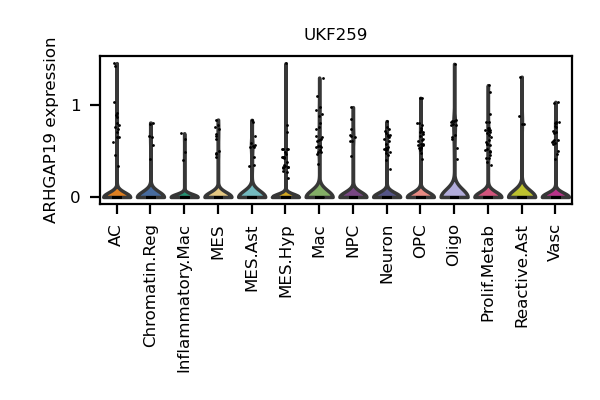 UKF259
ARHGAP19 expression
1
0
AC
Chromatin.Reg
Inflammatory.Mac
MES
MES.Ast
MES.Hyp
Mac
NPC
Neuron
OPC
Oligo
Prolif.Metab
Reactive.Ast
Vasc